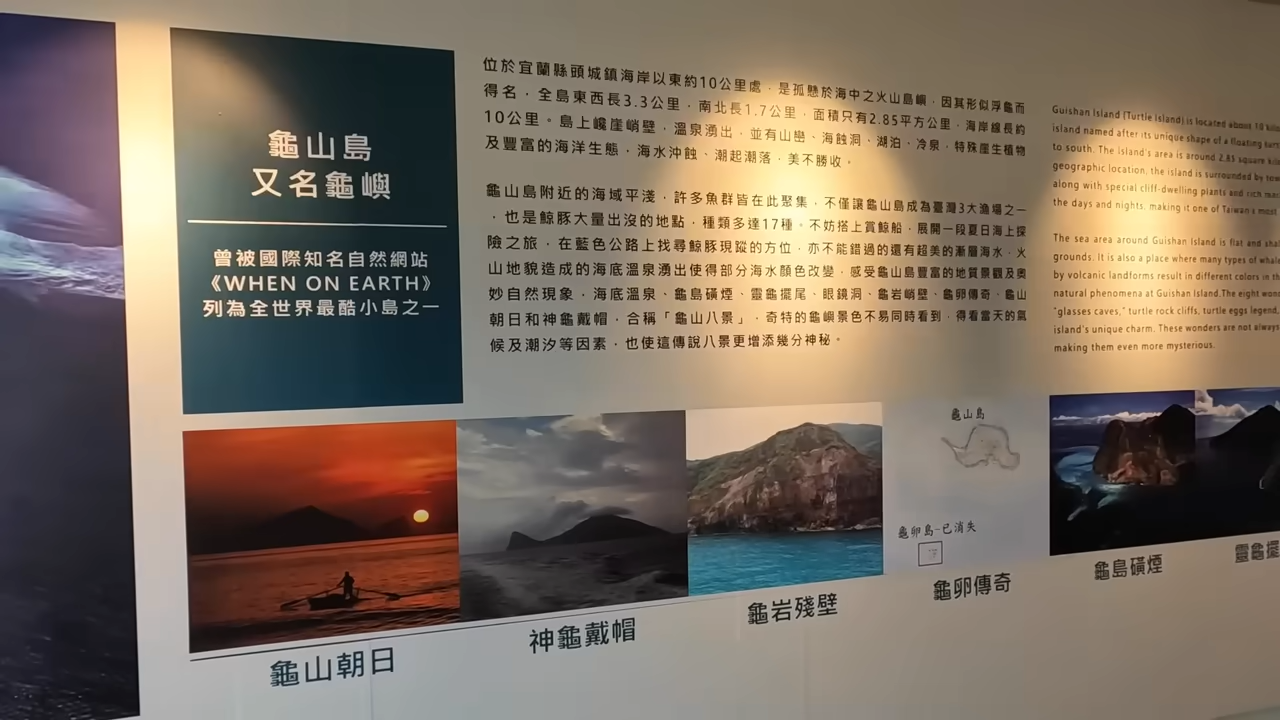 龜山島
又名龜嶼
曾被國際知名自然網站
《WHEN ON EARTH》
列為全世界最酷小島之一
位於宜蘭縣頭城鎮海岸以東約10公里處，是孤懸於海中之火山島嶼，因其形似浮龜而
得名，全島東西長3.3公里，南北長1.7公里，面積只有2.85平方公里，海岸線長約
10公里。島上巉崖峭壁，溫泉湧出，並有山巒、海蝕洞、湖泊、冷泉，特殊崖生植物
及豐富的海洋生態，海水沖蝕、潮起潮落，美不勝收。
龜山島附近的海域平淺，許多魚群皆在此聚集，不僅讓龜山島成為臺灣3大漁場之一
，也是鯨豚大量出沒的地點，種類多達17種。不妨搭上賞鯨船，展開一段夏日海上探
險之旅，在藍色公路上找尋鯨豚現蹤的方位，亦不能錯過的還有超美的漸層海水，火
山地貌造成的海底溫泉湧出使得部分海水顏色改變，感受龜山島豐富的地質景觀及奧
妙自然現象，海底溫泉、龜島磺煙、靈龜擺尾、眼鏡洞、龜岩峭壁、龜卵傳奇、龜山
朝日和神龜戴帽，合稱「龜山八景」，奇特的龜嶼景色不易同時看到，得看當天的氣
候及潮汐等因素，也使這傳說八景更增添幾分神秘。
Guishan Island (Turtle Island) is located about 10
island named after its unique shape of a floating
to south. The island's area is around 2.85 square
geographic location, the island is surrounded by
along with special cliff-dwelling plants and rich
the days and nights, making it one of Taiwan's most
The sea area around Guishan Island is flat and
grounds. It is also a place where many types of
by volcanic landforms result in different colors in
natural phenomena at Guishan Island.The eight
"glasses caves," turtle rock cliffs, turtle eggs legend,
island's unique charm. These wonders are not always
making them even more mysterious.
龜山島
龜卵島-已消失
龜山朝日
神龜戴帽
龜岩殘壁
龜卵傳奇
龜島磺煙
靈龜擺